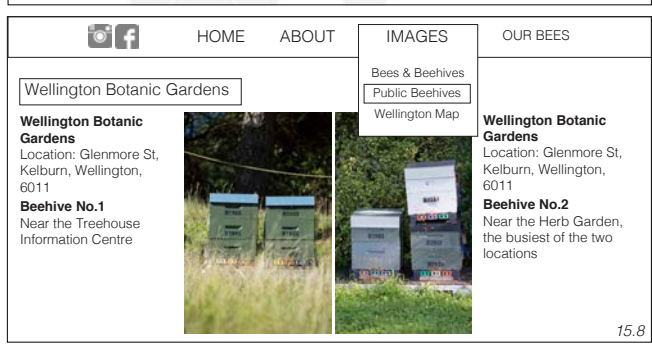 HOME ABOUT IMAGES OUR BEES
Bees & Beehives
Public Beehives
Wellington Map
Wellington Botanic Gardens
Wellington Botanic
Gardens
Location: Glenmore St,
Kelburn, Wellington,
6011
Beehive No.1
Near the Treehouse
Information Centre
Wellington Botanic
Gardens
Location: Glenmore St,
Kelburn, Wellington,
6011
Beehive No.2
Near the Herb Garden,
the busiest of the two
locations
15.8